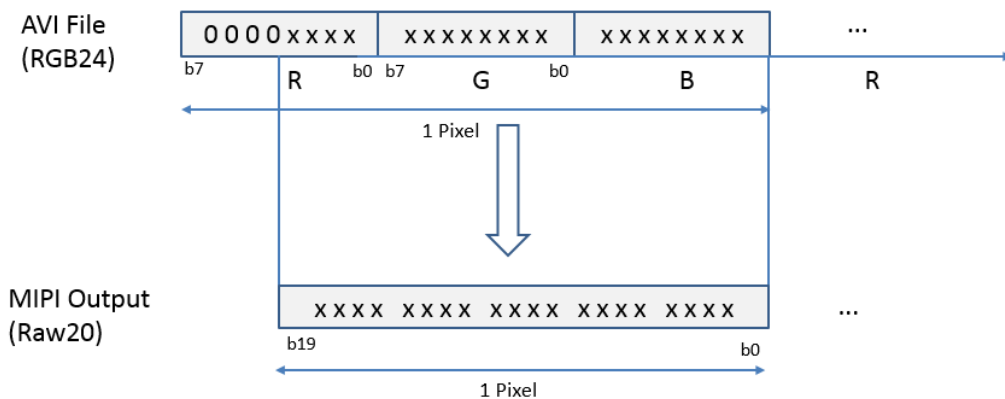 AVI File
(RGB24)
0 0 0 0 x x x x
x x x x x x x x
x x x x x x x x
...
b7
b0
b7
b0
R
G
B
R
1 Pixel
MIPI Output
(Raw20)
x x x x x x x x x x x x x x x x x x x x
...
b19
b0
1 Pixel